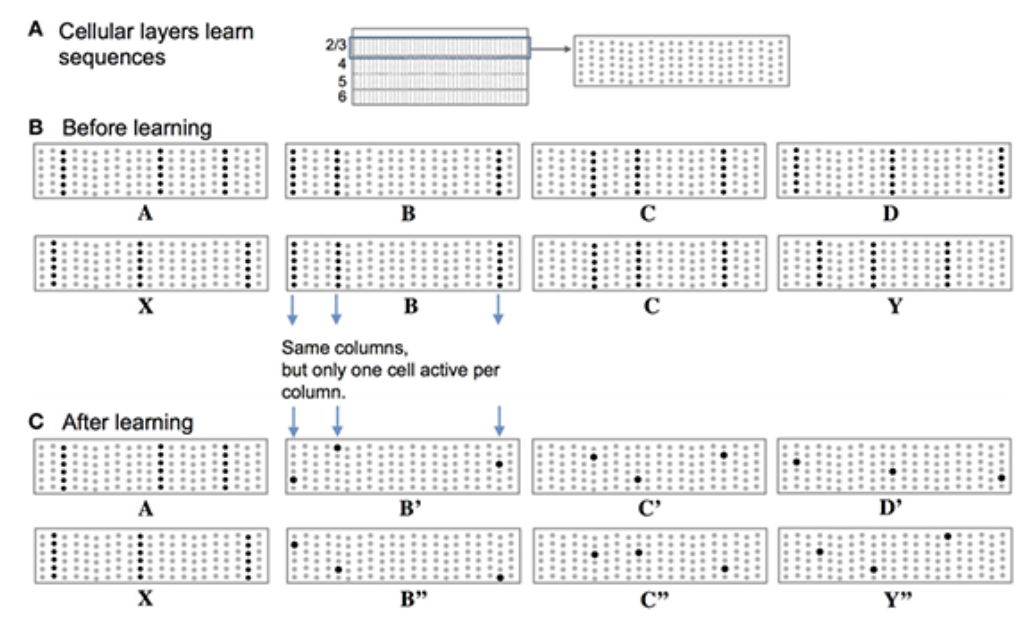 A Cellular layers learn
sequences
2/3
4
5
6
B Before learning
A B C D
X B C Y
Same columns,
but only one cell active per
column.
C After learning
A B’ C’ D’
X B” C” Y”